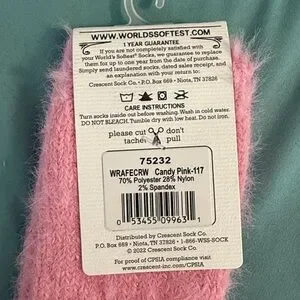 WWW.WORLDSSOFTEST.COM
1 YEAR GUARANTEE
If you are not completely satisfied with
your World's Softest® Socks, we guarantee to replace
them for up to one year from the date of purchase.
Simply send laundered socks, dated sales receipt, and
an explanation with your return to:
Crescent Sock Co. • P.O. Box 669 • Niota, TN 37826
CARE INSTRUCTIONS
Turn socks inside out before washing. Wash in cold water.
DO NOT BLEACH. Tumble dry with low heat. Do not iron.
please cut don't
tache pull
75232
WRAFECRW Candy Pink-117
70% Polyester 28% Nylon
2% Spandex
0 53455 09963 1
Distributed by Crescent Sock Co.
P.O. Box 669 • Niota, TN 37826 • 1-866-WSS-SOCK
© 2022 Crescent Sock Co.
For proof of CPSIA compliance visit
www.crescent-inc.com/CPSIA